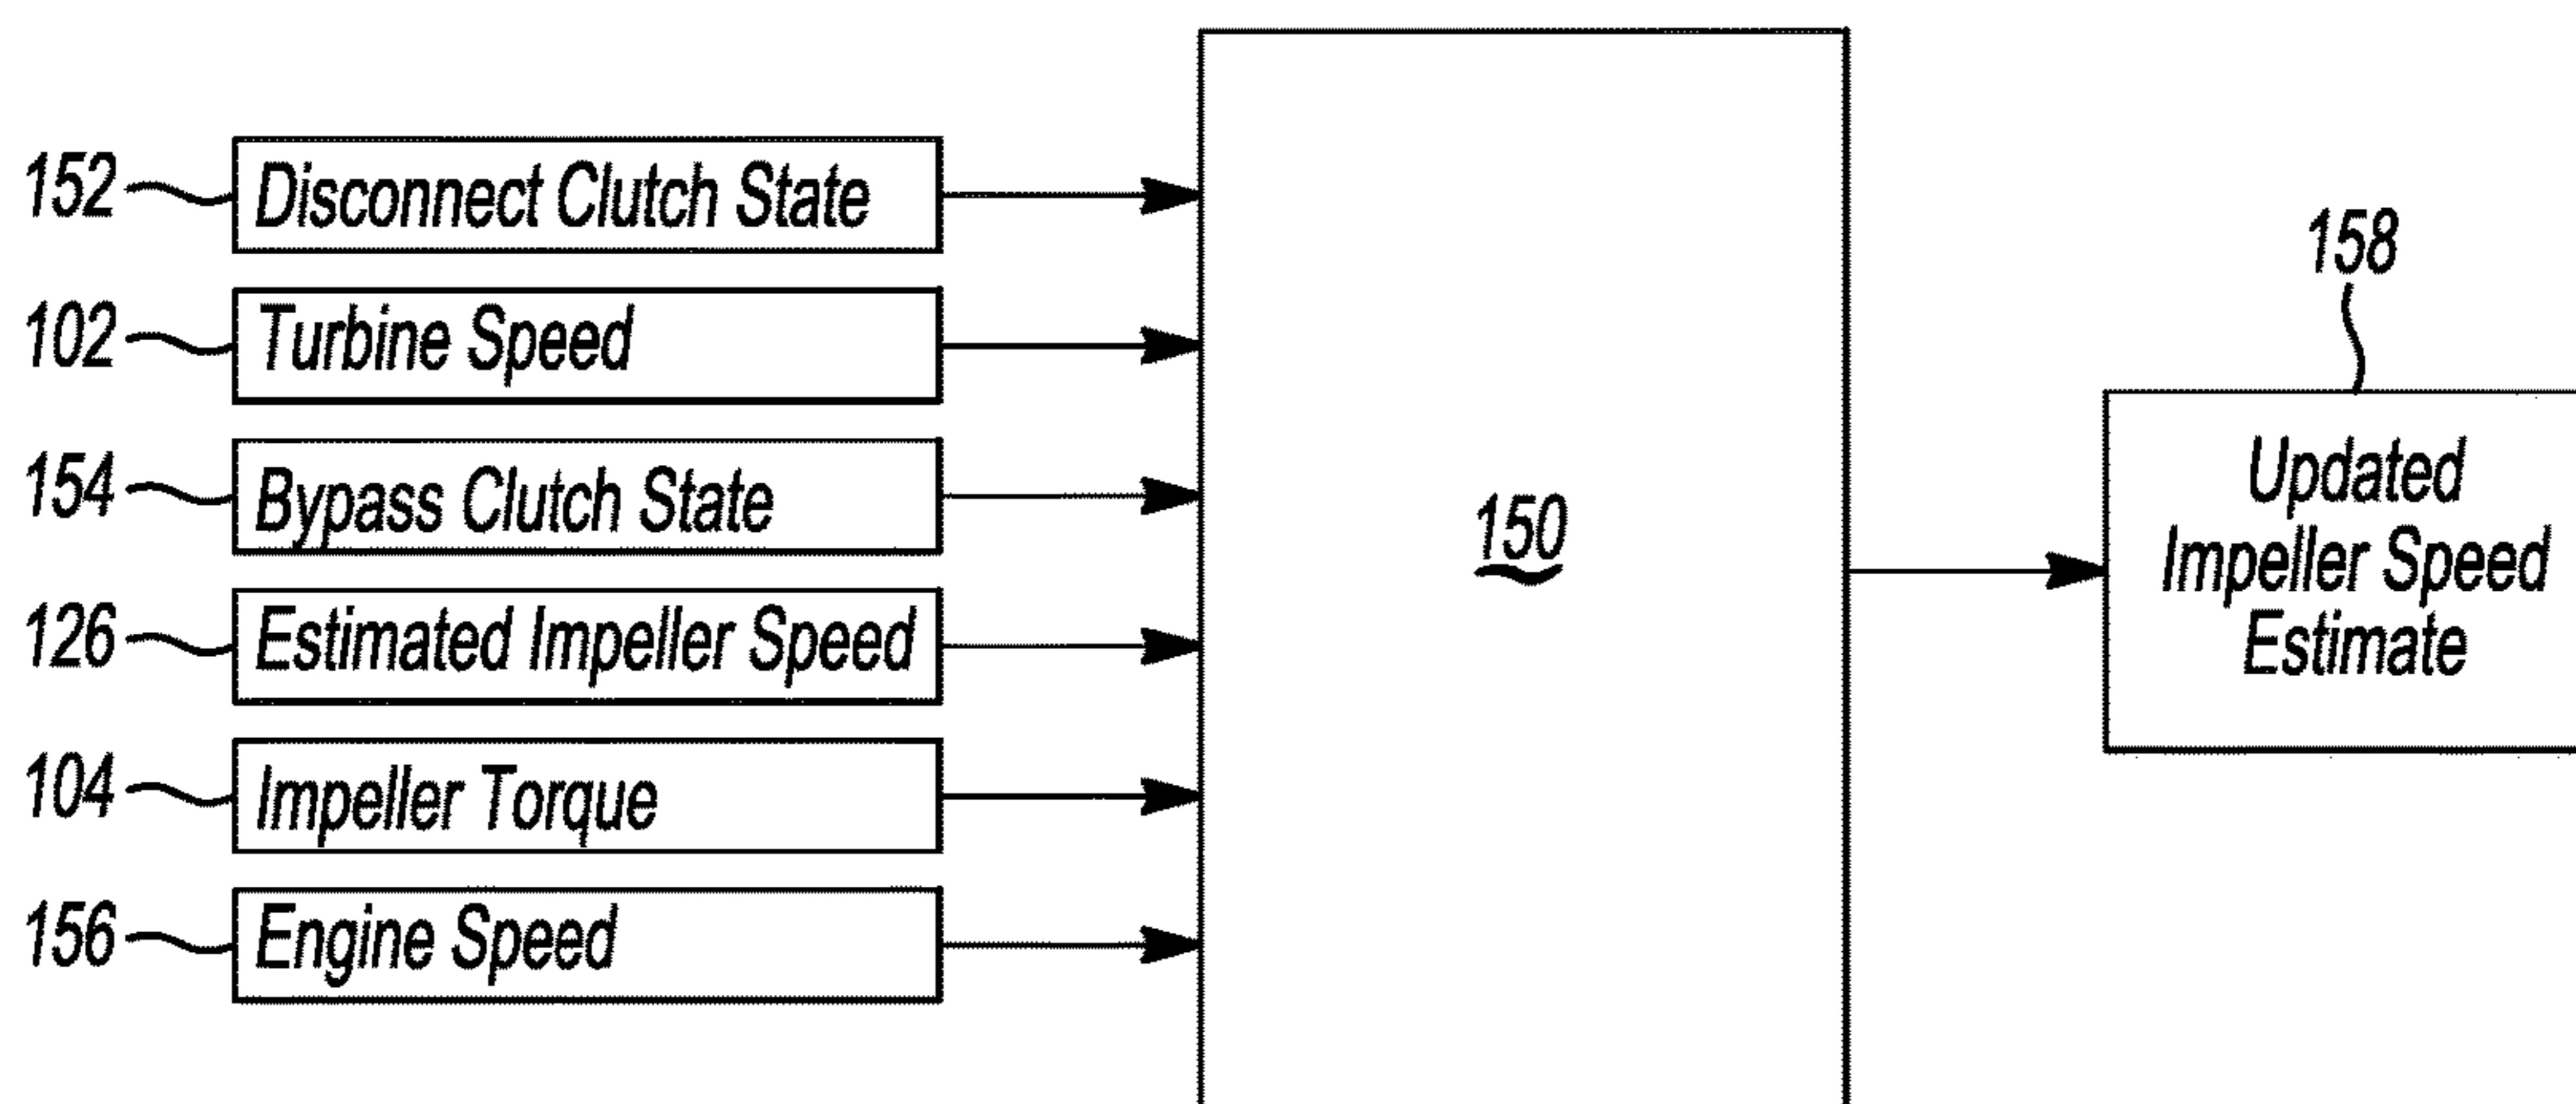 152 Disconnect Clutch State
102 Turbine Speed
154 Bypass Clutch State
126 Estimated Impeller Speed
104 Impeller Torque
156 Engine Speed
150
158
Updated
Impeller Speed
Estimate